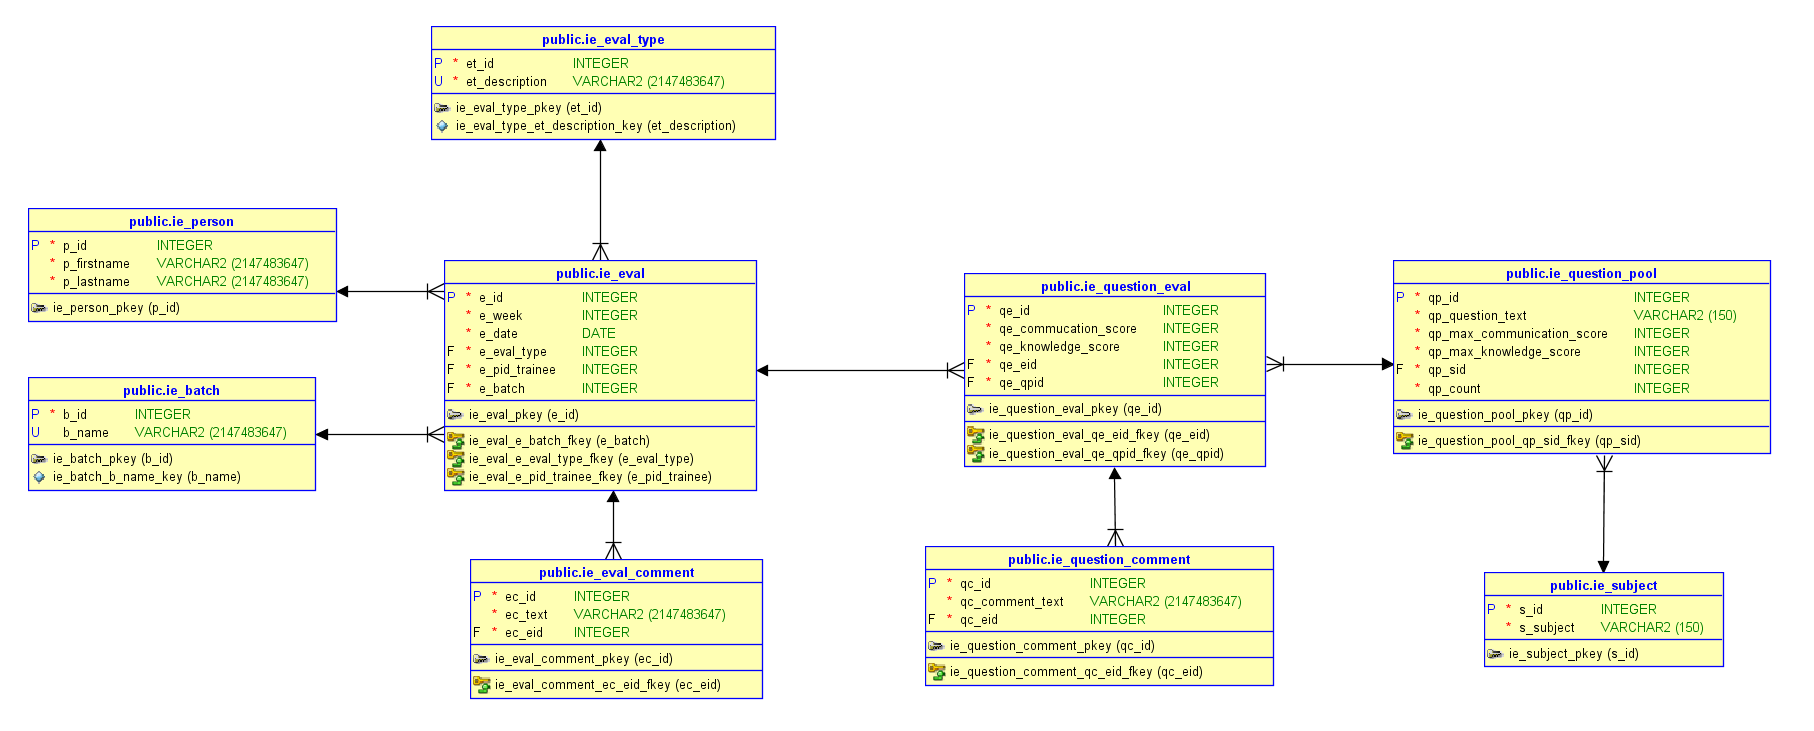 public.ie_eval_type
P * et_id INTEGER
U * et_description VARCHAR2 (2147483647)
ie_eval_type_pkey (et_id)
ie_eval_type_et_description_key (et_description)
public.ie_person
P * p_id INTEGER
* p_firstname VARCHAR2 (2147483647)
* p_lastname VARCHAR2 (2147483647)
ie_person_pkey (p_id)
public.ie_batch
P * b_id INTEGER
U b_name VARCHAR2 (2147483647)
ie_batch_pkey (b_id)
ie_batch_b_name_key (b_name)
public.ie_eval
P * e_id INTEGER
* e_week INTEGER
* e_date DATE
F * e_eval_type INTEGER
F * e_pid_trainee INTEGER
F * e_batch INTEGER
ie_eval_pkey (e_id)
ie_eval_e_batch_fkey (e_batch)
ie_eval_e_eval_type_fkey (e_eval_type)
ie_eval_e_pid_trainee_fkey (e_pid_trainee)
public.ie_eval_comment
P * ec_id INTEGER
* ec_text VARCHAR2 (2147483647)
F * ec_eid INTEGER
ie_eval_comment_pkey (ec_id)
ie_eval_comment_ec_eid_fkey (ec_eid)
public.ie_question_eval
P * qe_id INTEGER
* qe_commucation_score INTEGER
* qe_knowledge_score INTEGER
F * qe_eid INTEGER
F * qe_qpid INTEGER
ie_question_eval_pkey (qe_id)
ie_question_eval_qe_eid_fkey (qe_eid)
ie_question_eval_qe_qpid_fkey (qe_qpid)
public.ie_question_comment
P * qc_id INTEGER
* qc_comment_text VARCHAR2 (2147483647)
F * qc_eid INTEGER
ie_question_comment_pkey (qc_id)
ie_question_comment_qc_eid_fkey (qc_eid)
public.ie_question_pool
P * qp_id INTEGER
* qp_question_text VARCHAR2 (150)
* qp_max_communication_score INTEGER
* qp_max_knowledge_score INTEGER
F * qp_sid INTEGER
* qp_count INTEGER
ie_question_pool_pkey (qp_id)
ie_question_pool_qp_sid_fkey (qp_sid)
public.ie_subject
P * s_id INTEGER
* s_subject VARCHAR2 (150)
ie_subject_pkey (s_id)